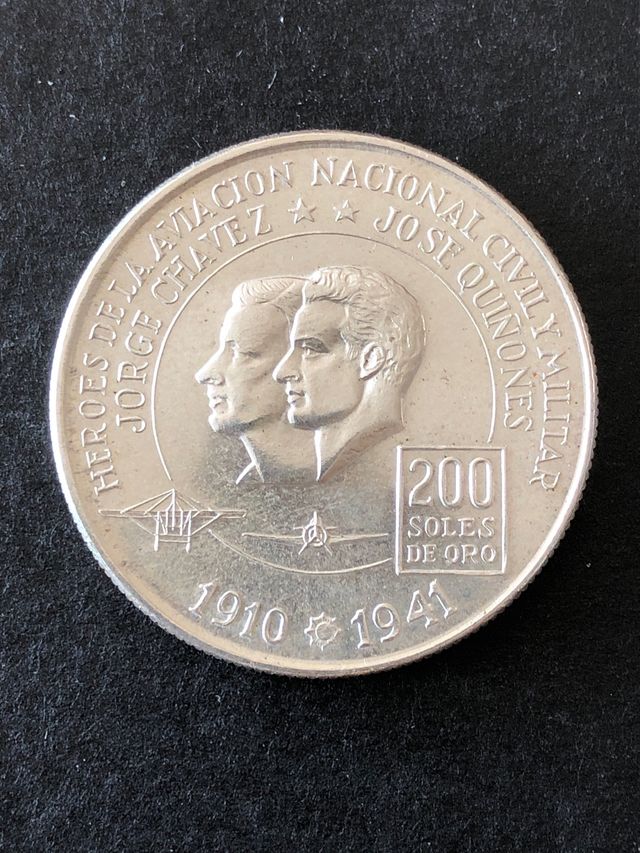 HEROES DE LA AVIACION NACIONAL CIVIL Y MILITAR
JORGE CHAVEZ ★ ★ JOSE QUIÑONES
200
SOLES
DE ORO
1910 1941